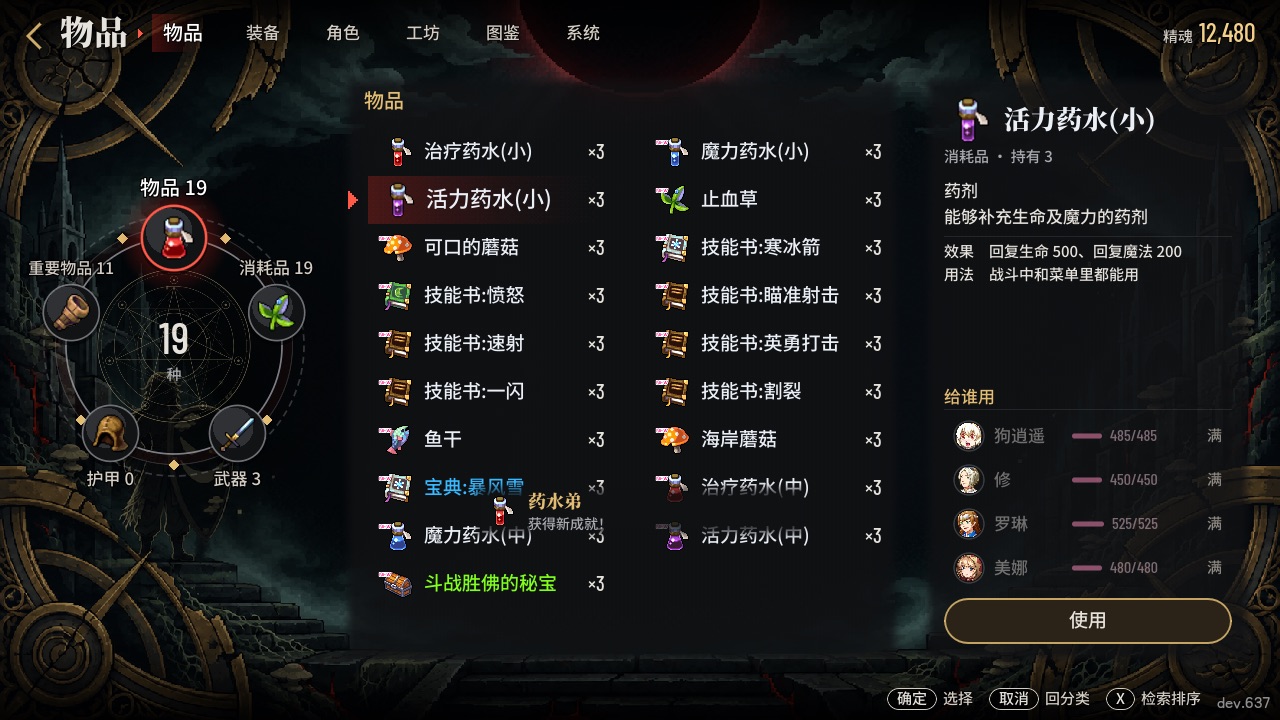 物品
物品 装备 角色 工坊 图鉴 系统
精魂 12,480
物品 19
重要物品 11
消耗品 19
19
种
护甲 0
武器 3
物品
治疗药水(小) ×3
魔力药水(小) ×3
活力药水(小) ×3
止血草 ×3
可口的蘑菇 ×3
技能书:寒冰箭 ×3
技能书:愤怒 ×3
技能书:瞄准射击 ×3
技能书:速射 ×3
技能书:英勇打击 ×3
技能书:一闪 ×3
技能书:割裂 ×3
鱼干 ×3
海岸蘑菇 ×3
宝典:暴风雪 ×3
治疗药水(中) ×3
药水弟
获得新成就!
魔力药水(中) ×3
活力药水(中) ×3
斗战胜佛的秘宝 ×3
活力药水(小)
消耗品 · 持有 3
药剂
能够补充生命及魔力的药剂
效果 回复生命 500、回复魔法 200
用法 战斗中和菜单里都能用
给谁用
狗逍遥 485/485 满
修 450/450 满
罗琳 525/525 满
美娜 480/480 满
使用
确定 选择 取消 回分类 X 检索排序
dev.637